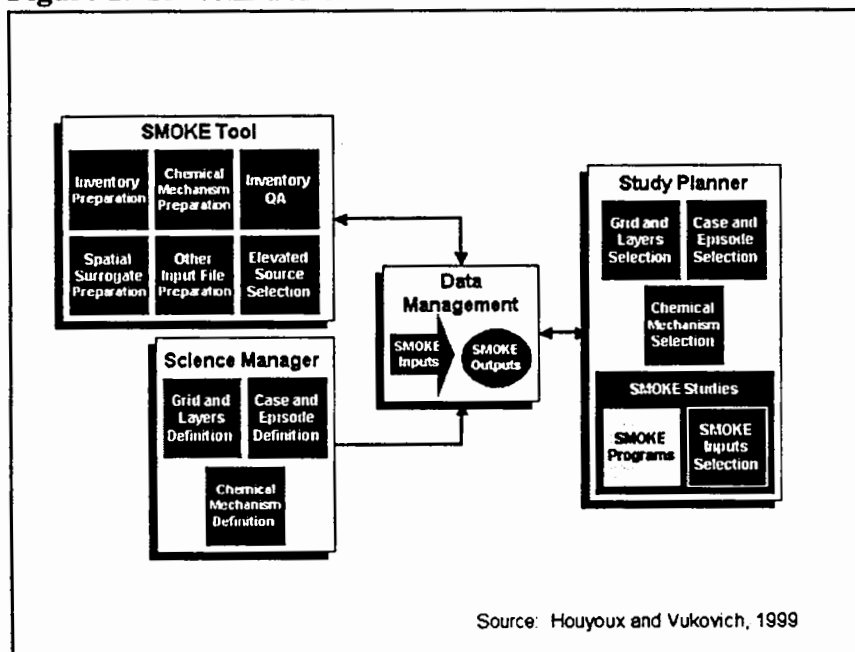 SMOKE Tool
Inventory
Preparation
Chemical
Mechanism
Preparation
Inventory
QA
Spatial
Surrogate
Preparation
Other
Input File
Preparation
Elevated
Source
Selection
Science Manager
Grid and
Layers
Definition
Case and
Episode
Definition
Chemical
Mechanism
Definition
Data
Management
SMOKE
Inputs
SMOKE
Outputs
Study Planner
Grid and
Layers
Selection
Case and
Episode
Selection
Chemical
Mechanism
Selection
SMOKE Studies
SMOKE
Programs
SMOKE
Inputs
Selection
Source: Houyoux and Vukovich, 1999